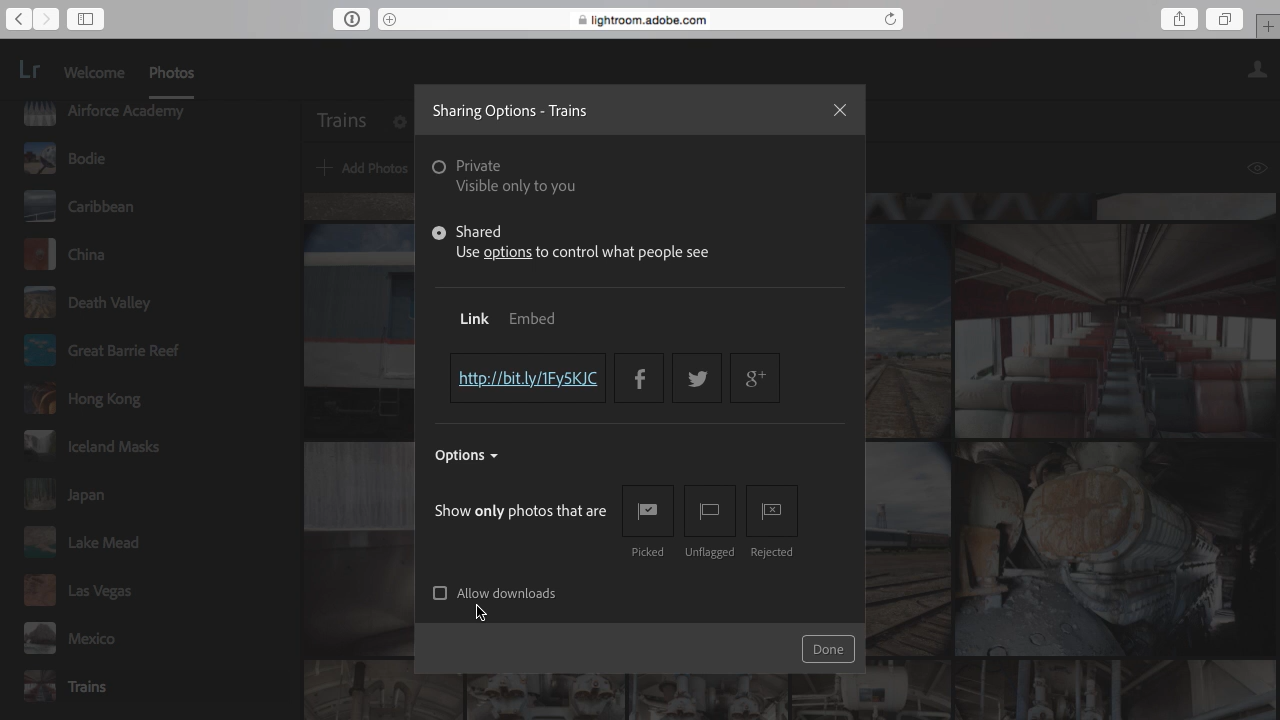 lightroom.adobe.com
Lr Welcome Photos
Airforce Academy
Bodie
Caribbean
China
Death Valley
Great Barrie Reef
Hong Kong
Iceland Masks
Japan
Lake Mead
Las Vegas
Mexico
Trains
Trains
Add Photos
Sharing Options - Trains
Private
Visible only to you
Shared
Use options to control what people see
Link Embed
http://bit.ly/1Fy5KJC f g+
Options
Show only photos that are
Picked Unflagged Rejected
Allow downloads
Done